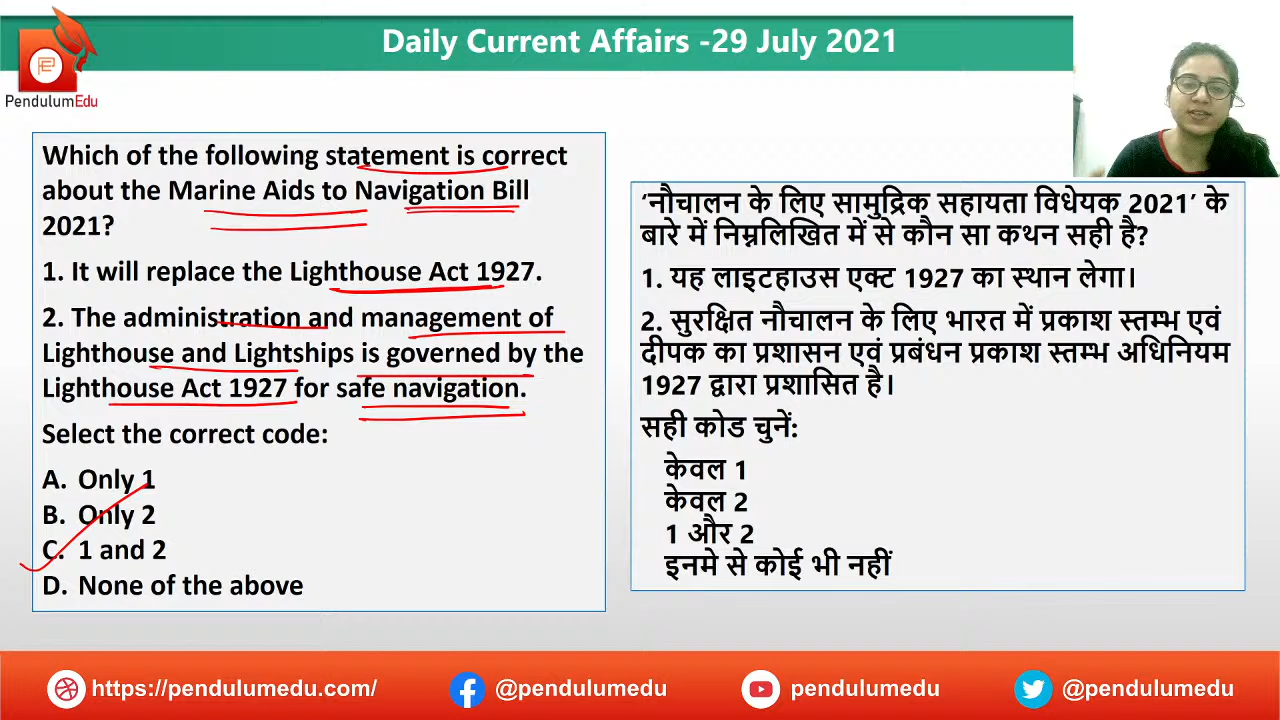 Daily Current Affairs -29 July 2021
PendulumEdu
Which of the following statement is correct
about the Marine Aids to Navigation Bill
2021?
1. It will replace the Lighthouse Act 1927.
2. The administration and management of
Lighthouse and Lightships is governed by the
Lighthouse Act 1927 for safe navigation.
Select the correct code:
A. Only 1
B. Only 2
C. 1 and 2
D. None of the above
‘नौचालन के लिए सामुद्रिक सहायता विधेयक 2021’ के
बारे में निम्नलिखित में से कौन सा कथन सही है?
1. यह लाइटहाउस एक्ट 1927 का स्थान लेगा।
2. सुरक्षित नौचालन के लिए भारत में प्रकाश स्तम्भ एवं
दीपक का प्रशासन एवं प्रबंधन प्रकाश स्तम्भ अधिनियम
1927 द्वारा प्रशासित है।
सही कोड चुनें:
केवल 1
केवल 2
1 और 2
इनमे से कोई भी नहीं
https://pendulumedu.com/
@pendulumedu
pendulumedu
@pendulumedu